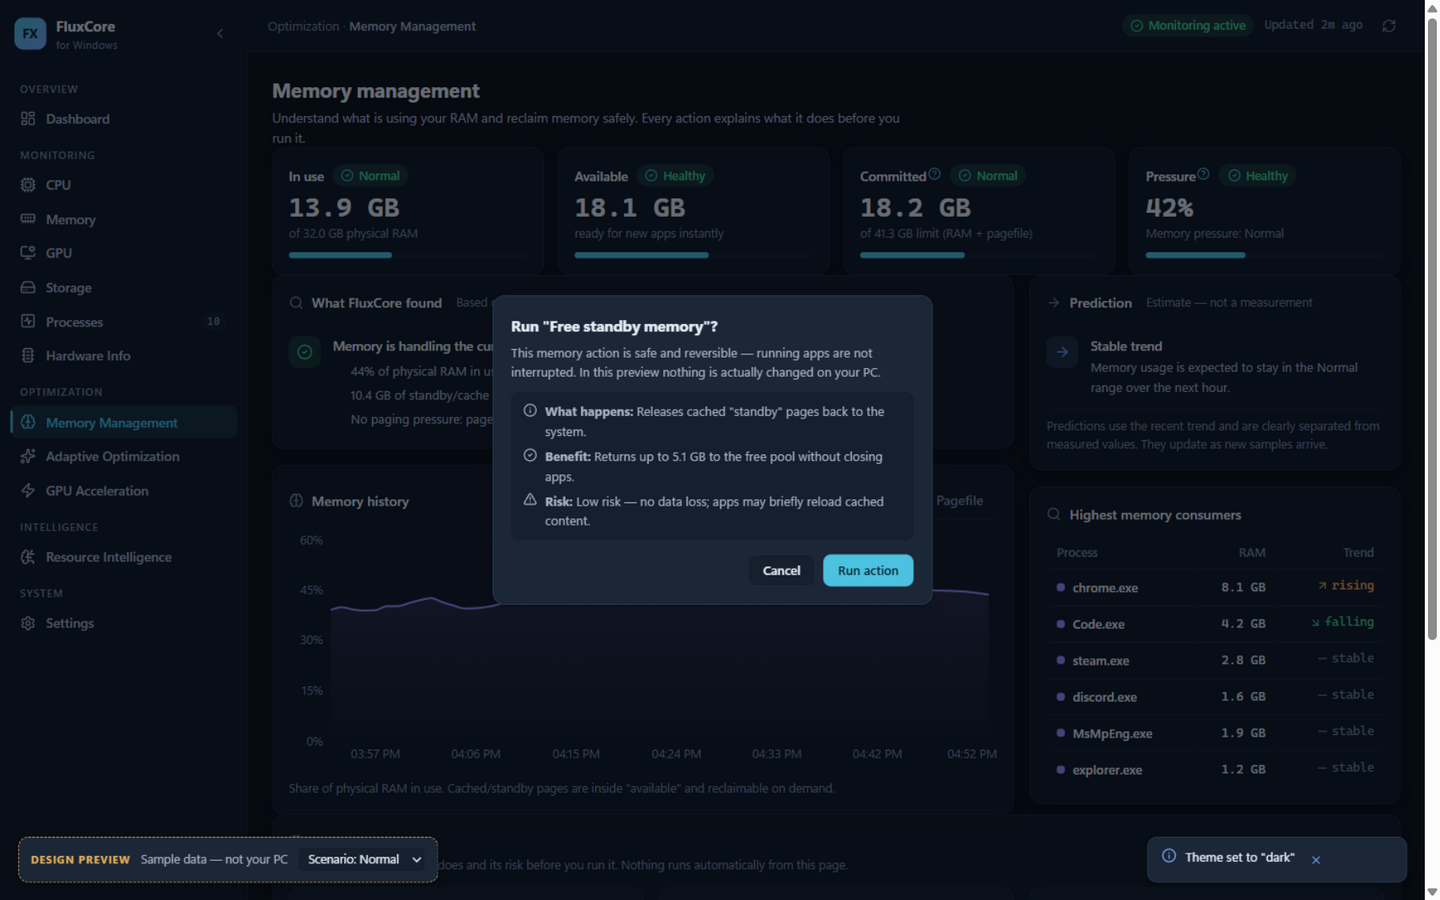 FX
FluxCore
for Windows
OVERVIEW
Dashboard
MONITORING
CPU
Memory
GPU
Storage
Processes 10
Hardware Info
OPTIMIZATION
Memory Management
Adaptive Optimization
GPU Acceleration
INTELLIGENCE
Resource Intelligence
SYSTEM
Settings
Optimization · Memory Management
Monitoring active Updated 2m ago
Memory management
Understand what is using your RAM and reclaim memory safely. Every action explains what it does before you
run it.
In use Normal
13.9 GB
of 32.0 GB physical RAM
Available Healthy
18.1 GB
ready for new apps instantly
Committed Normal
18.2 GB
of 41.3 GB limit (RAM + pagefile)
Pressure Healthy
42%
Memory pressure: Normal
What FluxCore found Based
Memory is handling the
44% of physical RAM in
10.4 GB of standby/cache
No paging pressure:
Prediction Estimate — not a measurement
Stable trend
Memory usage is expected to stay in the Normal
range over the next hour.
Predictions use the recent trend and are clearly separated from
measured values. They update as new samples arrive.
Run "Free standby memory"?
This memory action is safe and reversible — running apps are not
interrupted. In this preview nothing is actually changed on your PC.
What happens: Releases cached "standby" pages back to the
system.
Benefit: Returns up to 5.1 GB to the free pool without closing
apps.
Risk: Low risk — no data loss; apps may briefly reload cached
content.
Cancel Run action
Memory history
Pagefile
60%
45%
30%
15%
0%
03:57 PM 04:06 PM 04:15 PM 04:24 PM 04:33 PM 04:42 PM 04:52 PM
Share of physical RAM in use. Cached/standby pages are inside "available" and reclaimable on demand.
Highest memory consumers
Process RAM Trend
chrome.exe 8.1 GB ↗ rising
Code.exe 4.2 GB ↘ falling
steam.exe 2.8 GB — stable
discord.exe 1.6 GB — stable
MsMpEng.exe 1.9 GB — stable
explorer.exe 1.2 GB — stable
does and its risk before you run it. Nothing runs automatically from this page.
DESIGN PREVIEW Sample data — not your PC Scenario: Normal
Theme set to "dark" ×